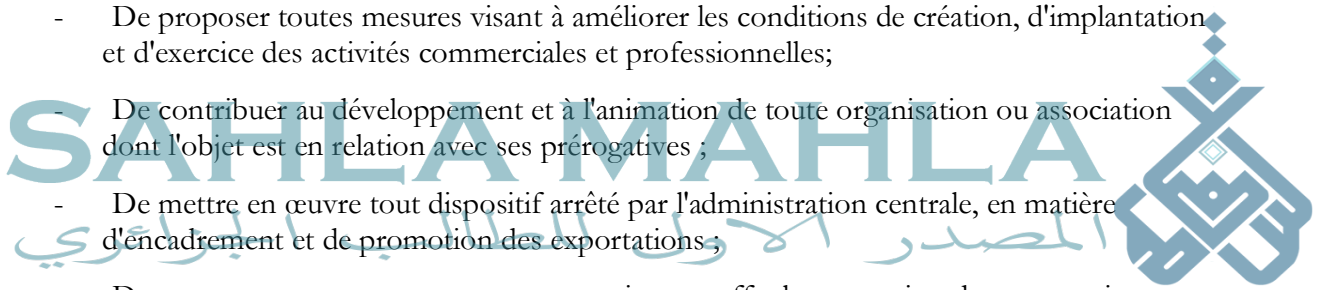 - De proposer toutes mesures visant à améliorer les conditions de création, d'implantation
et d'exercice des activités commerciales et professionnelles;
- De contribuer au développement et à l'animation de toute organisation ou association
SAHLA MAHLA
dont l'objet est en relation avec ses prérogatives ;
- De mettre en œuvre tout dispositif arrêté par l'administration centrale, en matière
المصدر الاول للطالب الجزائري
d'encadrement et de promotion des exportations ;